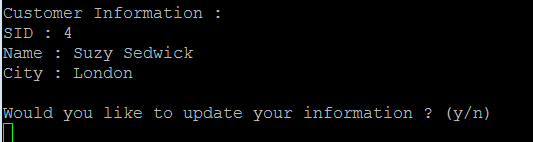 Customer Information :
SID : 4
Name : Suzy Sedwick
City : London
Would you like to update your information ? (y/n)